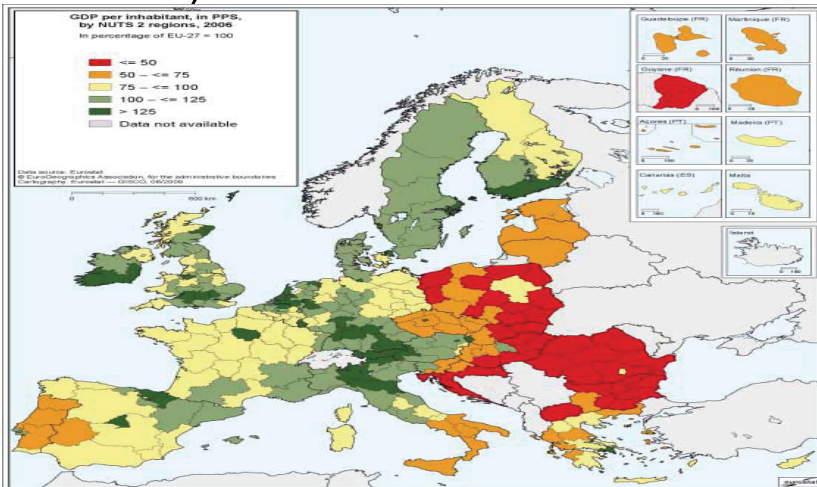 GDP per inhabitant, in PPS,
by NUTS 2 regions, 2006
In percentage of EU-27 = 100
<= 50
50 – <= 75
75 – <= 100
100 – <= 125
> 125
Data not available
Data source: Eurostat
© EuroGeographics Association, for the administrative boundaries
Cartography: Eurostat — GISCO, 06/2009
0 600 km
Guadeloupe (FR)
Martinique (FR)
Guyane (FR)
Réunion (FR)
Açores (PT)
Madeira (PT)
Canarias (ES)
Malta
Island
eurostat